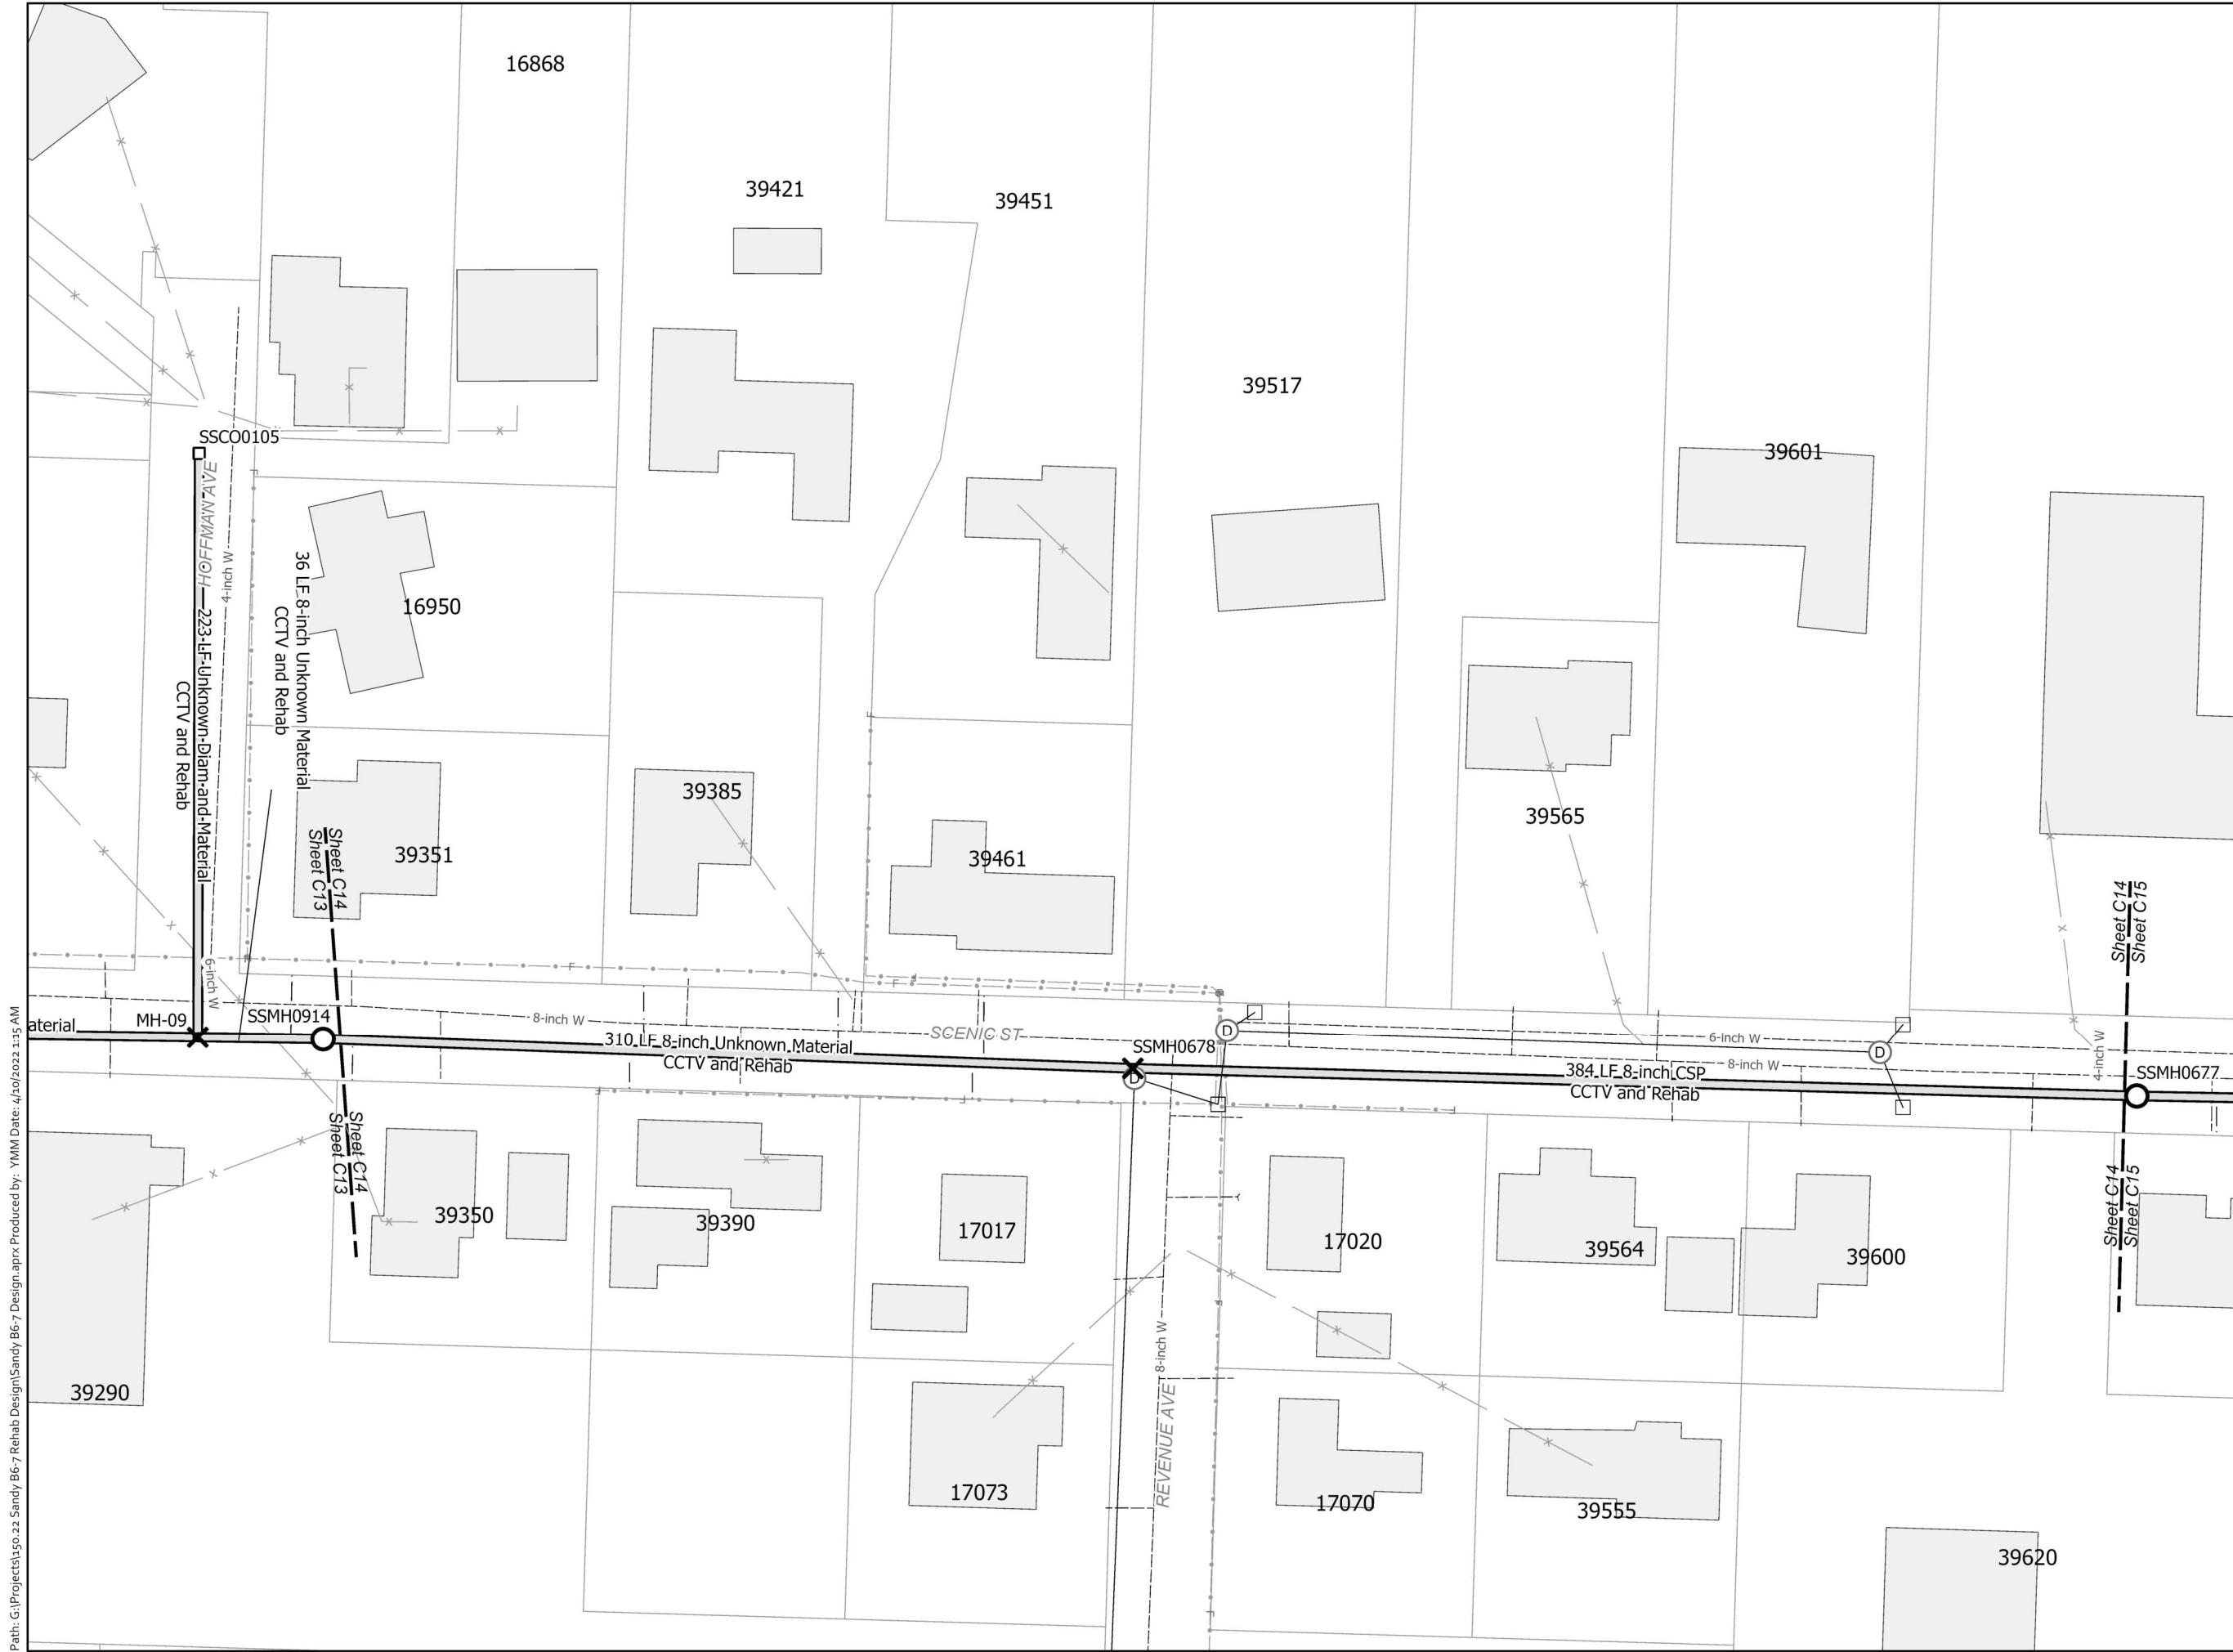 16868
39421
39451
39517
39601
SSCO0105
HOFFMAN AVE
4-inch W
36 LF 8-inch Unknown Material
CCTV and Rehab
16950
223 LF Unknown Diam and Material
CCTV and Rehab
39385
39565
39351
39461
Sheet C14
Sheet C13
Sheet C14
Sheet C15
6-inch W
MH-09
SSMH0914
aterial
8-inch W
SCENIC ST
310 LF 8-inch Unknown Material
CCTV and Rehab
SSMH0678
D
D
D
6-inch W
8-inch W
384 LF 8-inch CSP
CCTV and Rehab
4-inch W
SSMH0677
Sheet C14
Sheet C13
Sheet C14
Sheet C15
39350
39390
17017
17020
39564
39600
8-inch W
REVENUE AVE
39290
17073
17070
39555
39620
Path: G:\Projects\150.22 Sandy B6-7 Rehab Design\Sandy B6-7 Design.aprx Produced by: YMM Date: 4/10/2022 1:15 AM